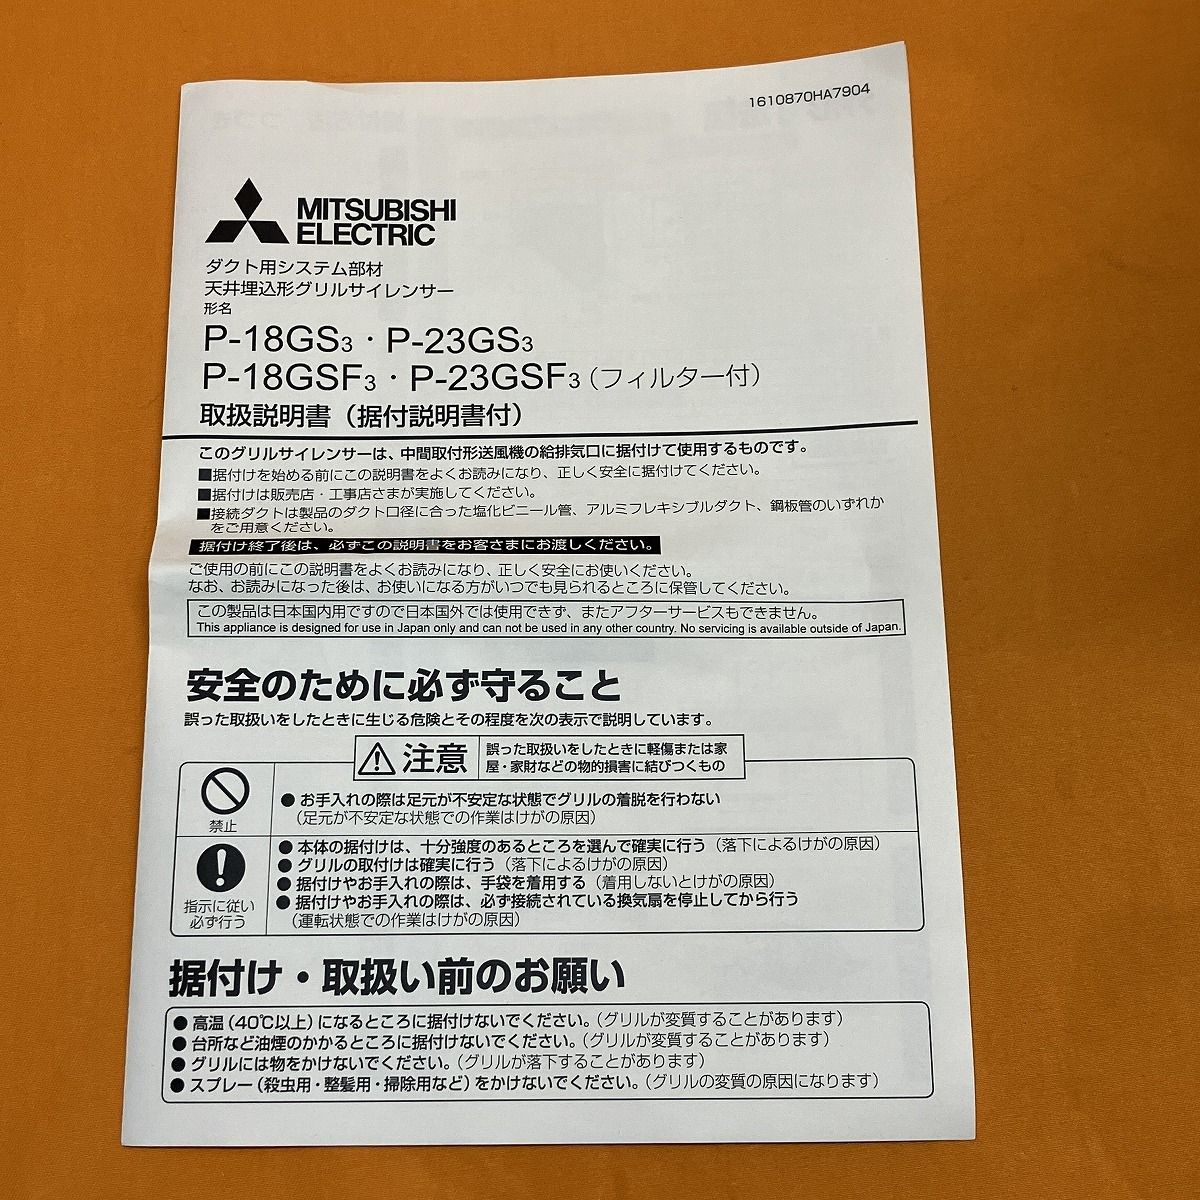 1610870HA7904
MITSUBISHI
ELECTRIC
ダクト用システム部材
天井埋込形グリルサイレンサー
形名
P-18GS3・P-23GS3
P-18GSF3・P-23GSF3（フィルター付）
取扱説明書（据付説明書付）
このグリルサイレンサーは、中間取付形送風機の給排気口に据付けて使用するものです。
■据付けを始める前にこの説明書をよくお読みになり、正しく安全に据付けてください。
■据付けは販売店・工事店さまが実施してください。
■接続ダクトは製品のダクト口径に合った塩化ビニール管、アルミフレキシブルダクト、鋼板管のいずれか
をご用意ください。
据付け終了後は、必ずこの説明書をお客さまにお渡しください。
ご使用の前にこの説明書をよくお読みになり、正しく安全にお使いください。
なお、お読みになった後は、お使いになる方がいつでも見られるところに保管してください。
この製品は日本国内用ですので日本国外では使用できず、またアフターサービスもできません。
This appliance is designed for use in Japan only and can not be used in any other country. No servicing is available outside of Japan.
安全のために必ず守ること
誤った取扱いをしたときに生じる危険とその程度を次の表示で説明しています。
注意
誤った取扱いをしたときに軽傷または家
屋・家財などの物的損害に結びつくもの
禁止
●お手入れの際は足元が不安定な状態でグリルの着脱を行わない
（足元が不安定な状態での作業はけがの原因）
指示に従い
必ず行う
●本体の据付けは、十分強度のあるところを選んで確実に行う（落下によるけがの原因）
●グリルの取付けは確実に行う（落下によるけがの原因）
●据付けやお手入れの際は、手袋を着用する（着用しないとけがの原因）
●据付けやお手入れの際は、必ず接続されている換気扇を停止してから行う
（運転状態での作業はけがの原因）
据付け・取扱い前のお願い
●高温（40℃以上）になるところに据付けないでください。（グリルが変質することがあります）
●台所など油煙のかかるところに据付けないでください。（グリルが変質することがあります）
●グリルには物をかけないでください。（グリルが落下することがあります）
●スプレー（殺虫用・整髪用・掃除用など）をかけないでください。（グリルの変質の原因になります）